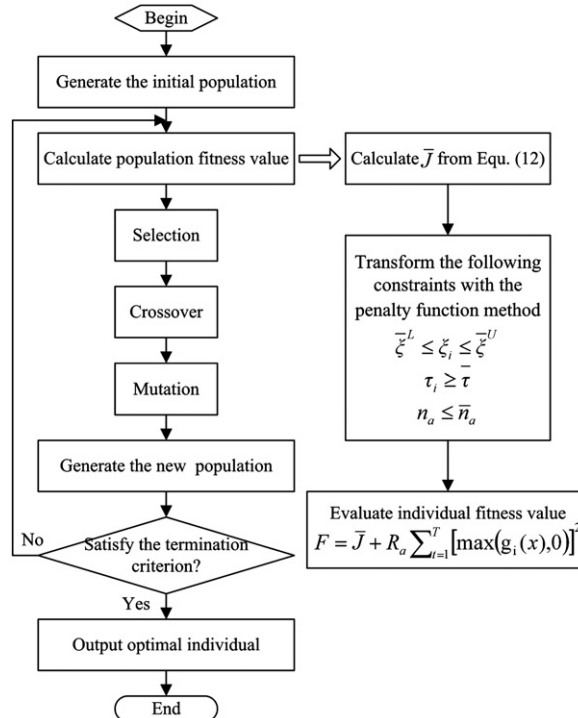 Begin
Generate the initial population
Calculate population fitness value
Calculate J̅ from Equ. (12)
Selection
Transform the following
constraints with the
penalty function method
ξ̅^L ≤ ξ_i ≤ ξ̅^U
τ_i ≥ τ̅
n_a ≤ n̅_a
Crossover
Mutation
Generate the new population
Evaluate individual fitness value
F = J̅ + R_a ∑_{t=1}^{T} [max(g_i(x),0)]^2
No
Satisfy the termination
criterion?
Yes
Output optimal individual
End